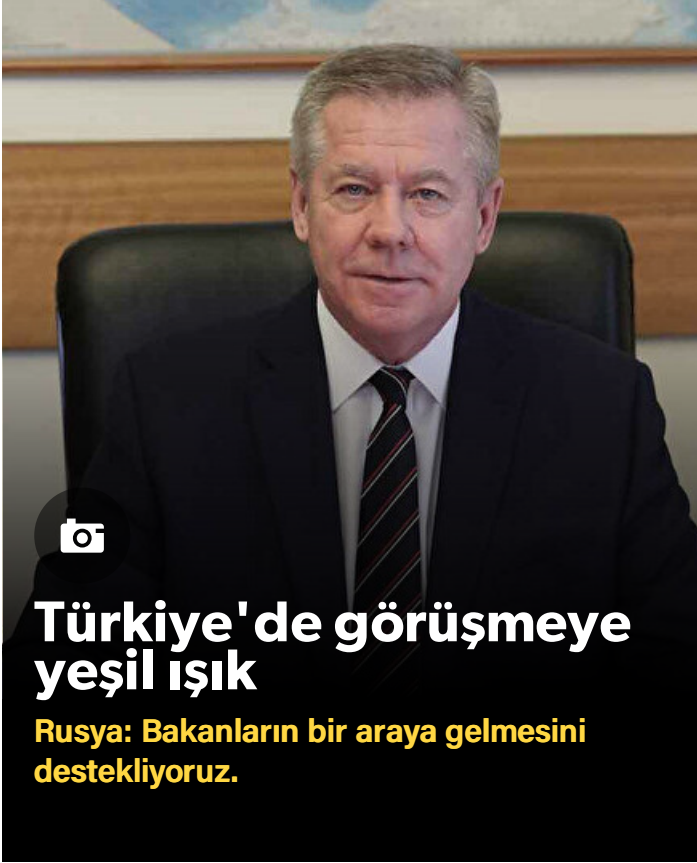 Türkiye'de görüşmeye
yeşil ışık
Rusya: Bakanların bir araya gelmesini
destekliyoruz.